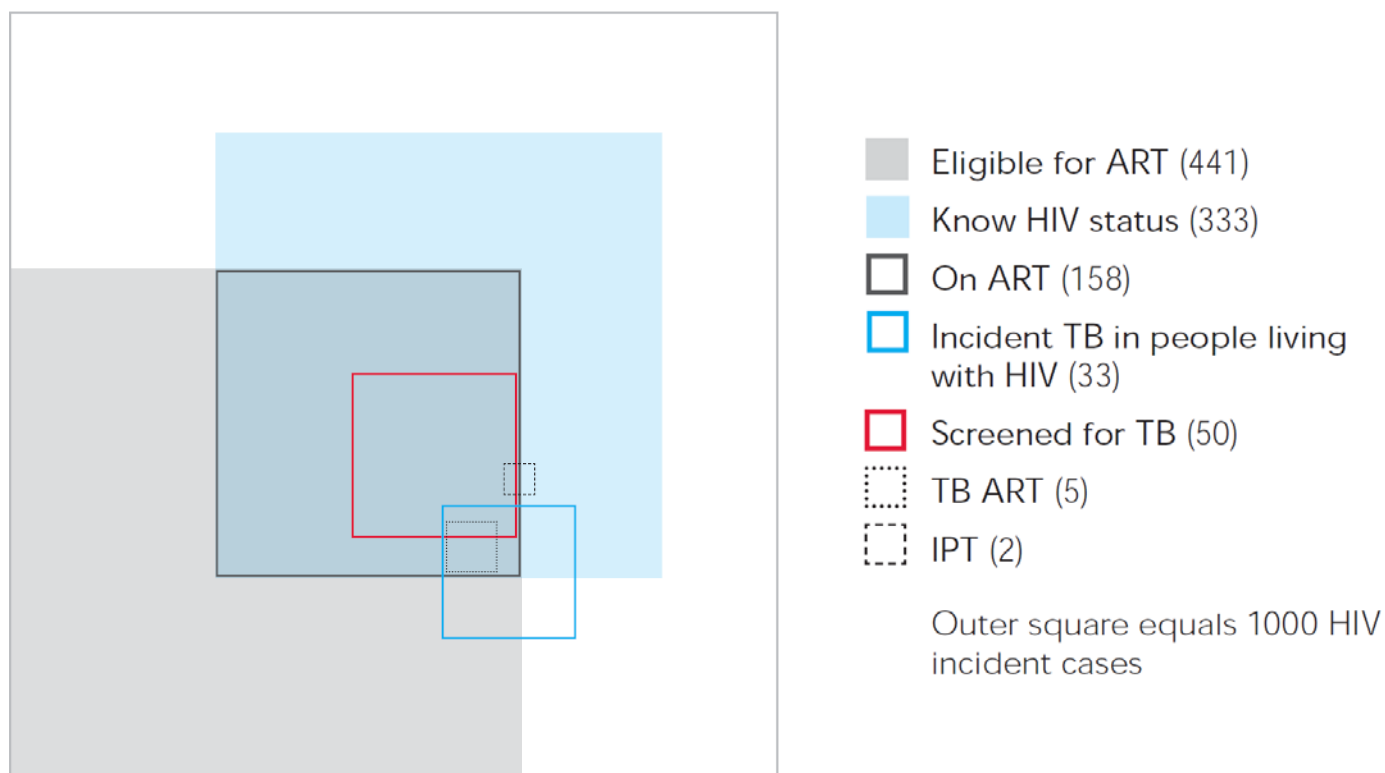 Eligible for ART (441)
Know HIV status (333)
On ART (158)
Incident TB in people living
with HIV (33)
Screened for TB (50)
TB ART (5)
IPT (2)
Outer square equals 1000 HIV
incident cases